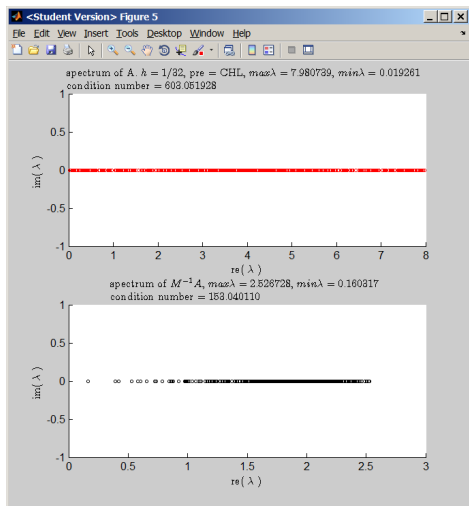 <Student Version> Figure 5
File Edit View Insert Tools Desktop Window Help
spectrum of A. h = 1/32, pre = CHL, maxλ = 7.980739, minλ = 0.019261
condition number = 603.051928
1
0.5
0
-0.5
-1
im( λ )
0 1 2 3 4 5 6 7 8
re( λ )
spectrum of M⁻¹A, maxλ = 2.526728, minλ = 0.160317
condition number = 153.040110
1
0.5
0
-0.5
-1
im( λ )
0 0.5 1 1.5 2 2.5 3
re( λ )